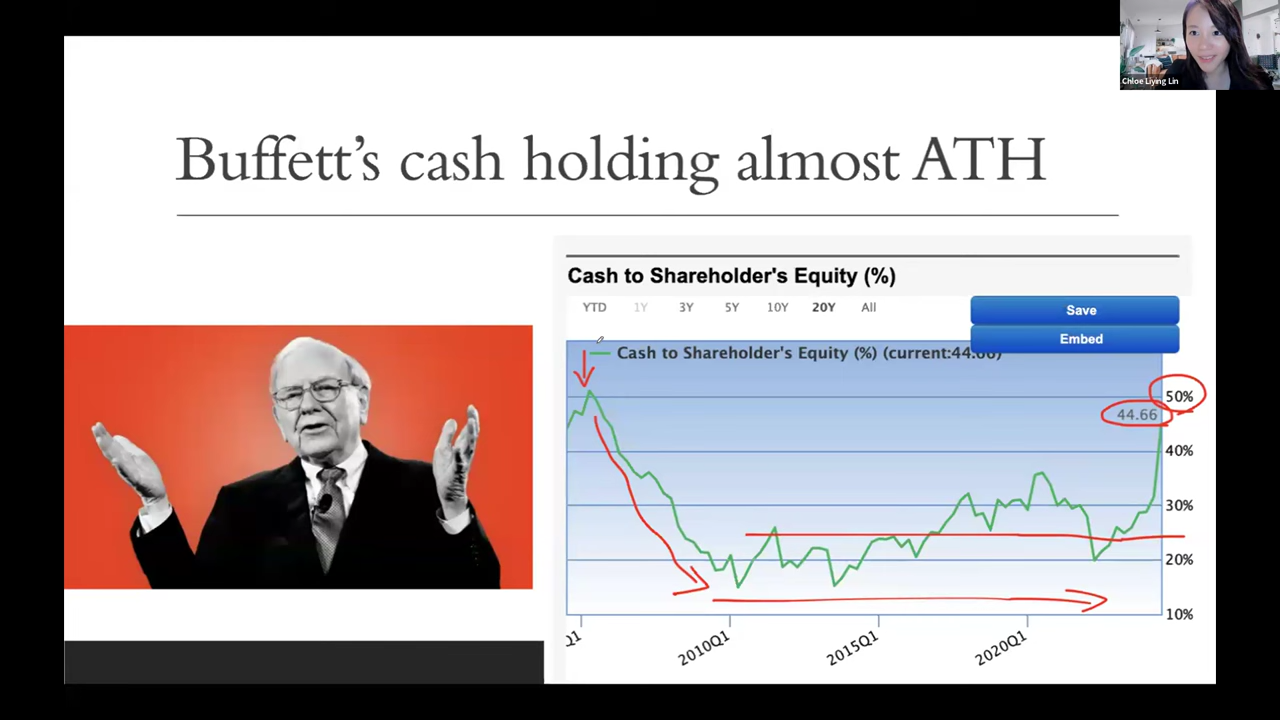 Chloe Liying Lin
Buffett's cash holding almost ATH
Cash to Shareholder's Equity (%)
YTD 1Y 3Y 5Y 10Y 20Y All
Save
Embed
Cash to Shareholder's Equity (%) (current:44.66)
50%
44.66
40%
30%
20%
10%
Q1 2010Q1 2015Q1 2020Q1